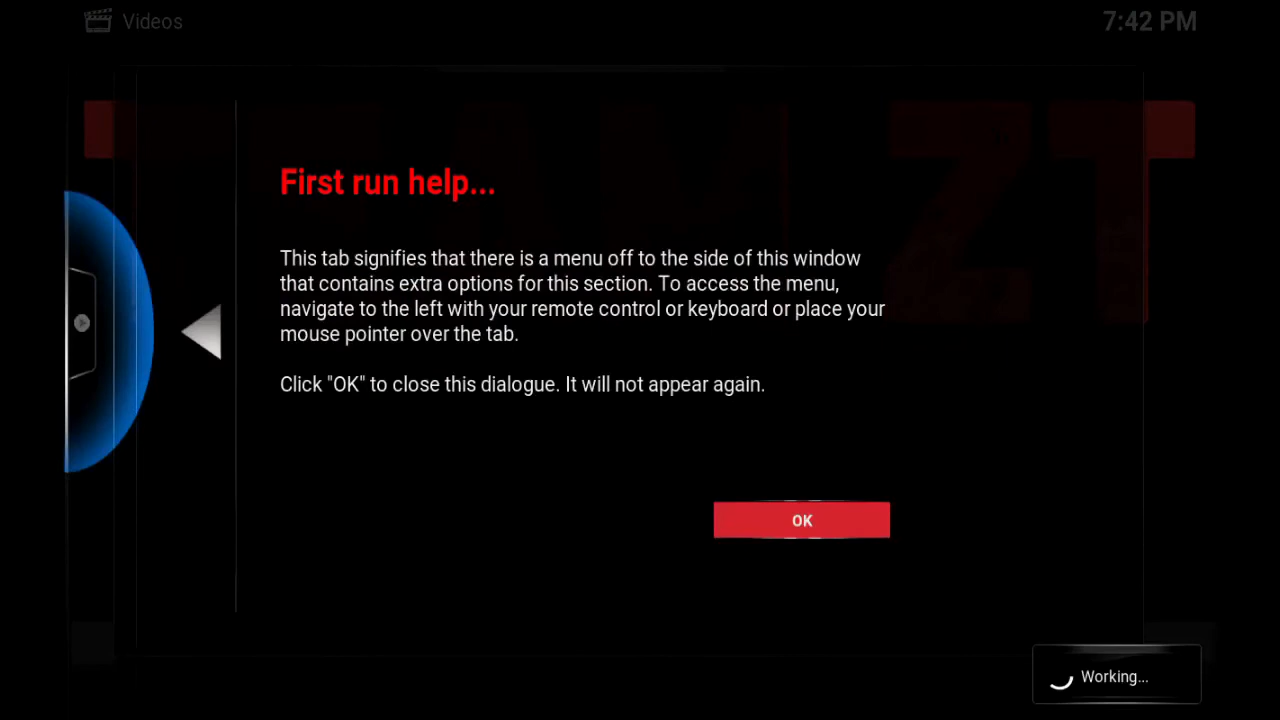 Videos
7:42 PM
TEAM ZT
First run help...
This tab signifies that there is a menu off to the side of this window
that contains extra options for this section. To access the menu,
navigate to the left with your remote control or keyboard or place your
mouse pointer over the tab.
Click "OK" to close this dialogue. It will not appear again.
OK
Working...